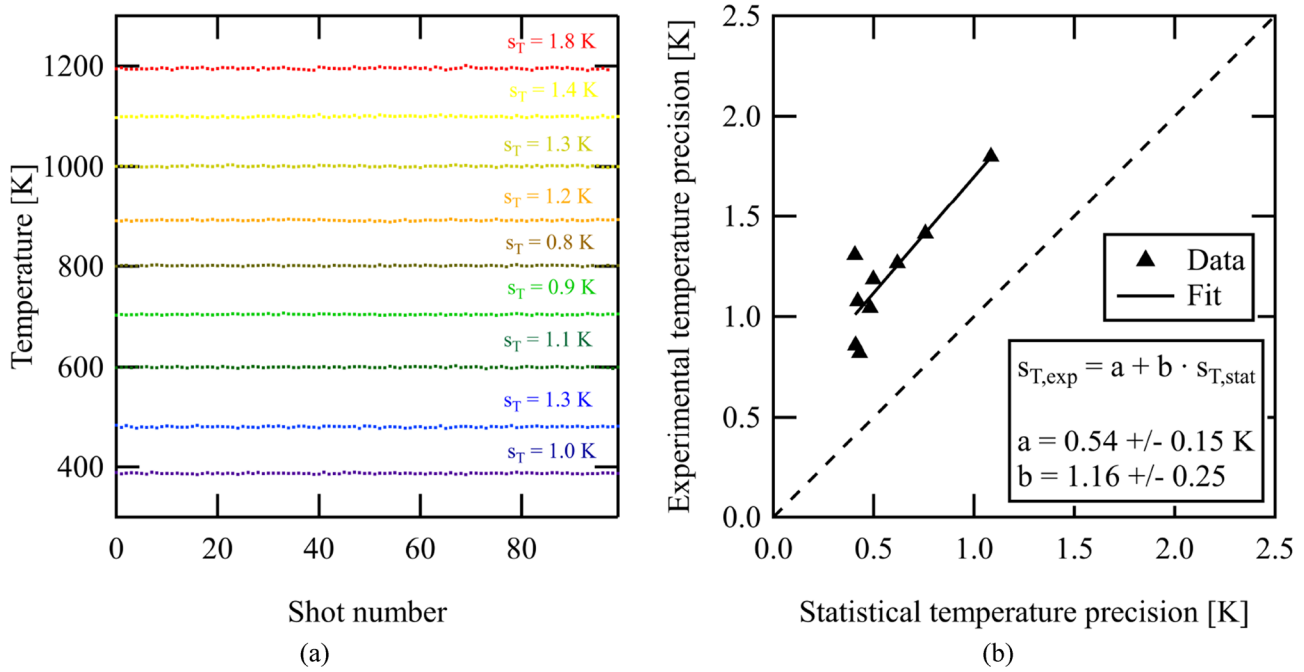 Temperature [K]
1200
1000
800
600
400
s_T = 1.8 K
s_T = 1.4 K
s_T = 1.3 K
s_T = 1.2 K
s_T = 0.8 K
s_T = 0.9 K
s_T = 1.1 K
s_T = 1.3 K
s_T = 1.0 K
0 20 40 60 80
Shot number
(a)
Experimental temperature precision [K]
2.5
2.0
1.5
1.0
0.5
0.0
Data
Fit
s_T,exp = a + b · s_T,stat
a = 0.54 +/- 0.15 K
b = 1.16 +/- 0.25
0.0 0.5 1.0 1.5 2.0 2.5
Statistical temperature precision [K]
(b)